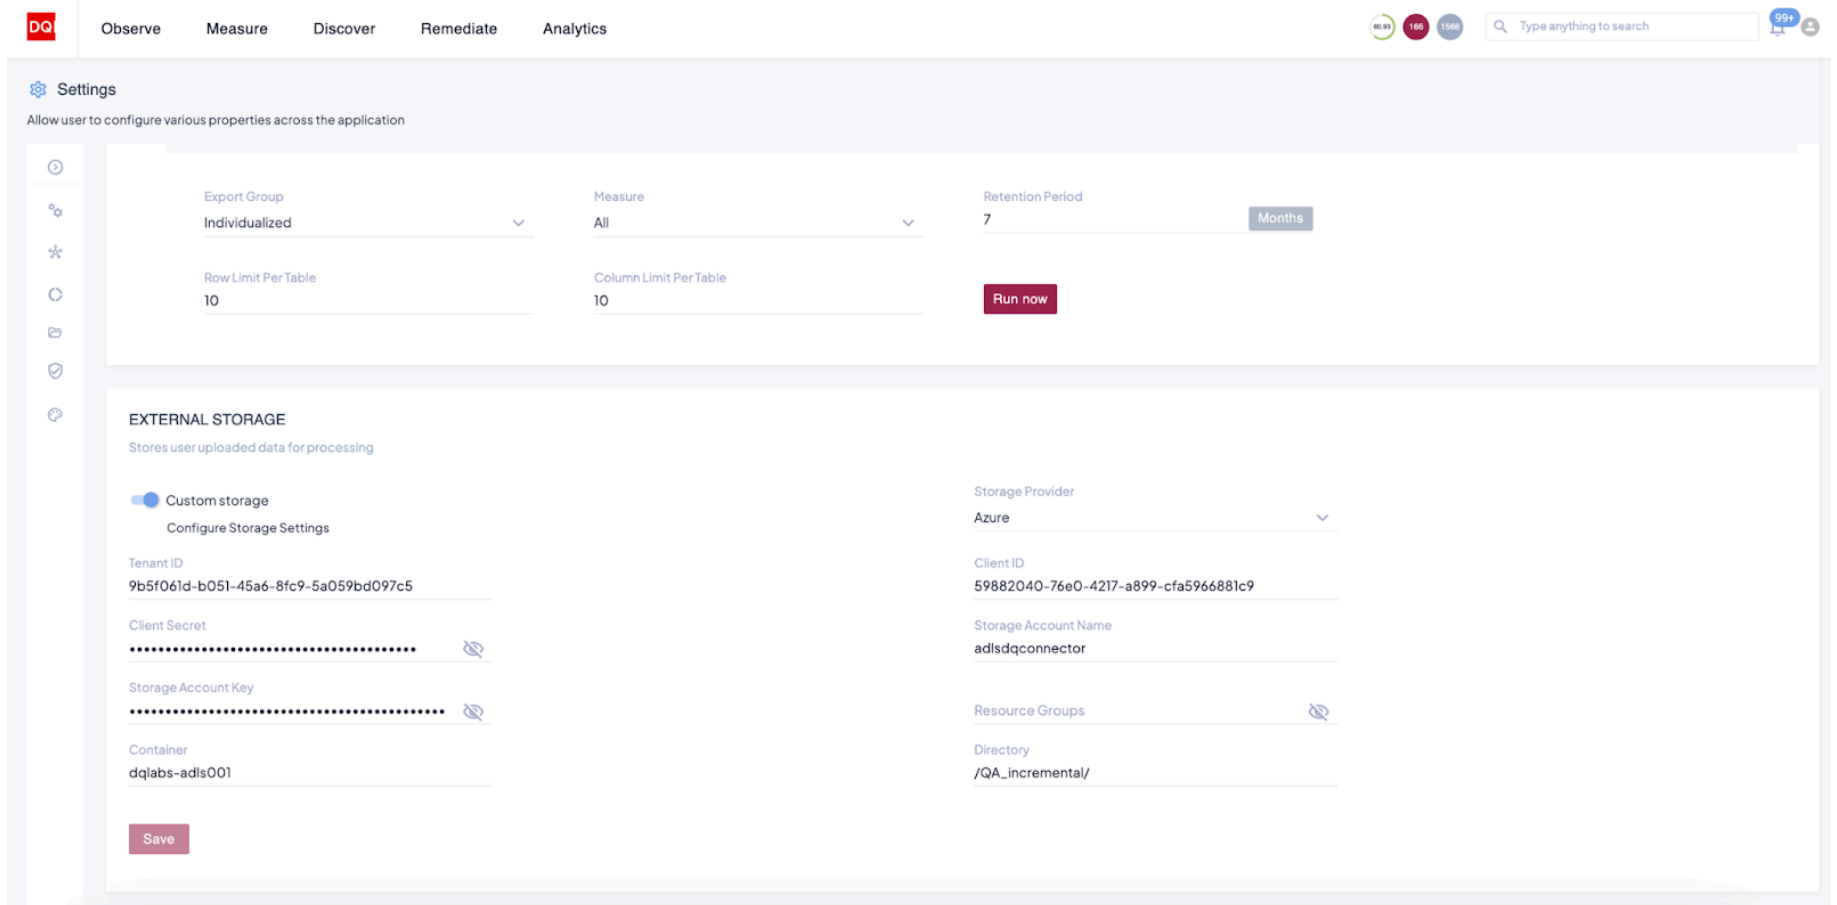 DQ
Observe
Measure
Discover
Remediate
Analytics
60.93
166
1568
Type anything to search
99+
Settings
Allow user to configure various properties across the application
Export Group
Individualized
Measure
All
Retention Period
7
Months
Row Limit Per Table
10
Column Limit Per Table
10
Run now
EXTERNAL STORAGE
Stores user uploaded data for processing
Custom storage
Configure Storage Settings
Storage Provider
Azure
Tenant ID
9b5f061d-b051-45a6-8fc9-5a059bd097c5
Client ID
59882040-76e0-4217-a899-cfa5966881c9
Client Secret
Storage Account Name
adlsdqconnector
Storage Account Key
Resource Groups
Container
dqlabs-adls001
Directory
/QA_incremental/
Save